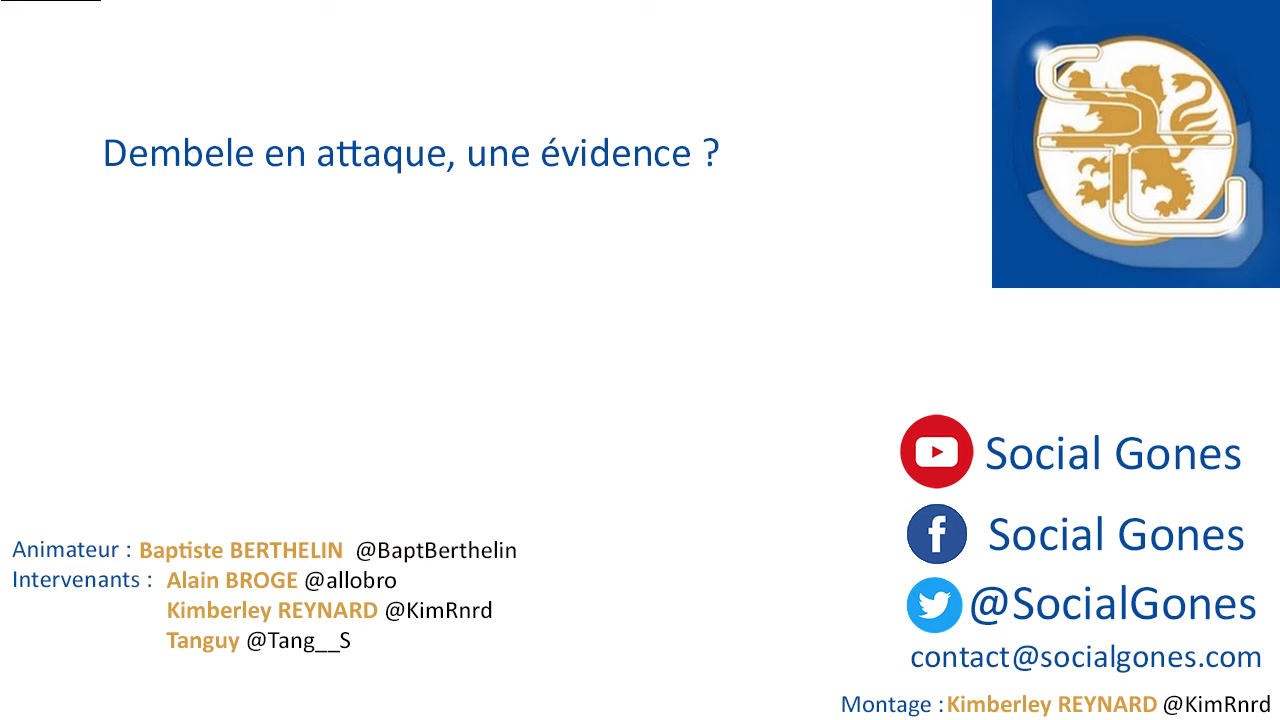 Dembele en attaque, une évidence ?
SG
Social Gones
Social Gones
@SocialGones
contact@socialgones.com
Animateur : Baptiste BERTHELIN @BaptBerthelin
Intervenants : Alain BROGE @allobro
Kimberley REYNARD @KimRnrd
Tanguy @Tang__S
Montage : Kimberley REYNARD @KimRnrd